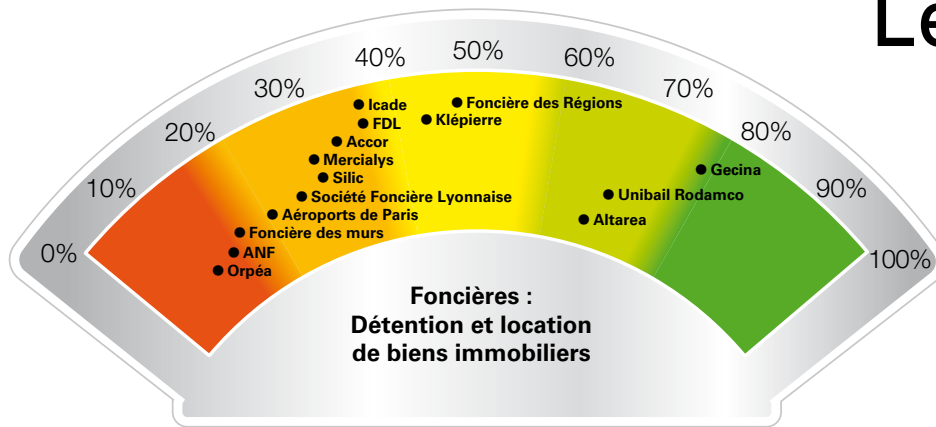 Le
0%
10%
20%
30%
40%
50%
60%
70%
80%
90%
100%
Icade
FDL
Accor
Mercialys
Silic
Société Foncière Lyonnaise
Aéroports de Paris
Foncière des murs
ANF
Orpéa
Foncière des Régions
Klépierre
Gecina
Unibail Rodamco
Altarea
Foncières :
Détention et location
de biens immobiliers